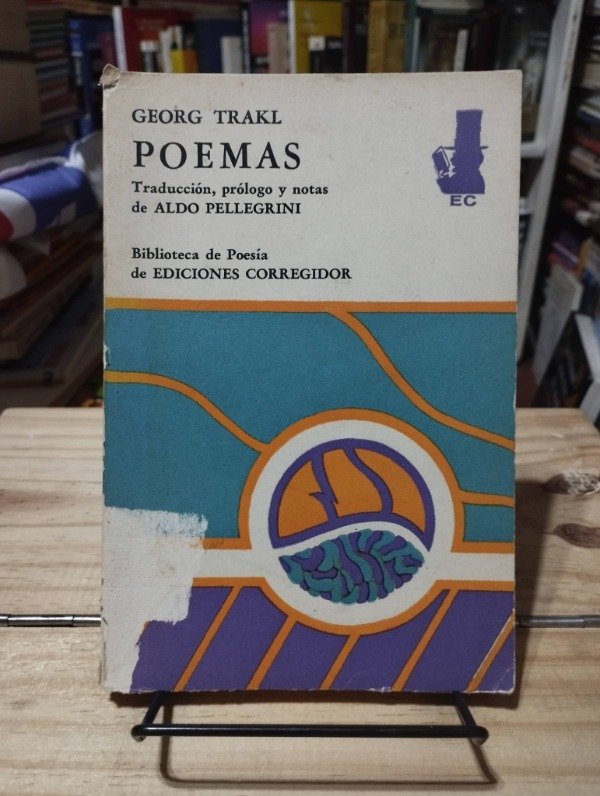 GEORG TRAKL
POEMAS
Traducción, prólogo y notas
de ALDO PELLEGRINI
Biblioteca de Poesía
de EDICIONES CORREGIDOR
EC